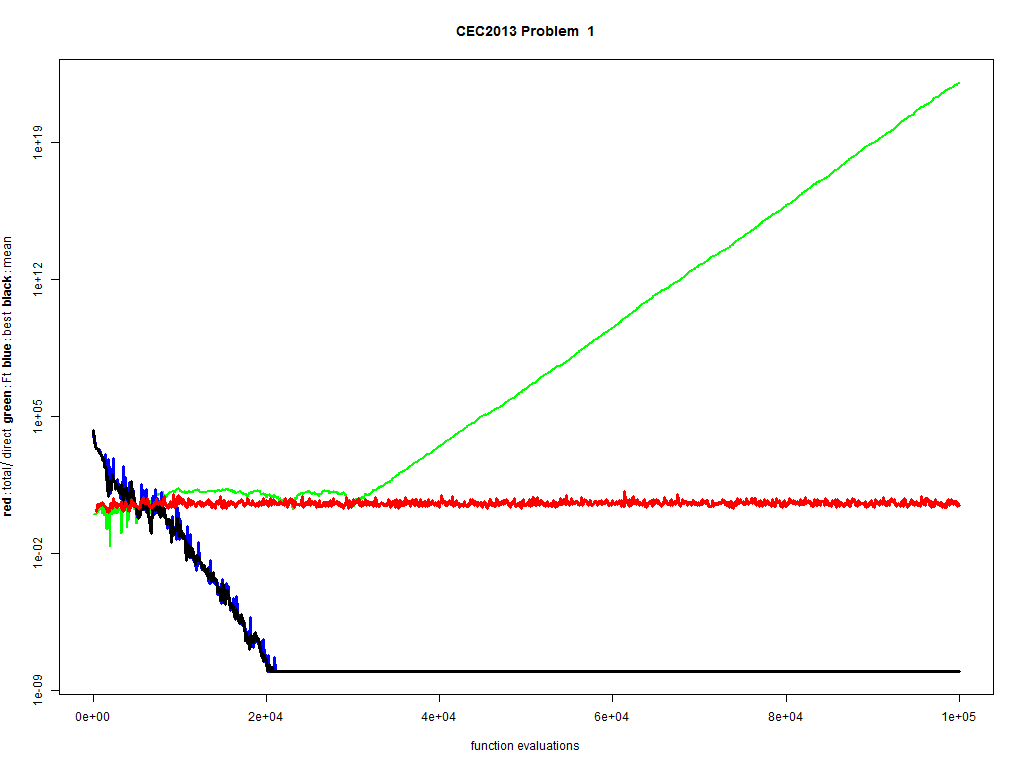 CEC2013 Problem 1
red : total/ direct green : Ft blue : best black : mean
1e+19
1e+12
1e+05
1e-02
1e-09
0e+00 2e+04 4e+04 6e+04 8e+04 1e+05
function evaluations